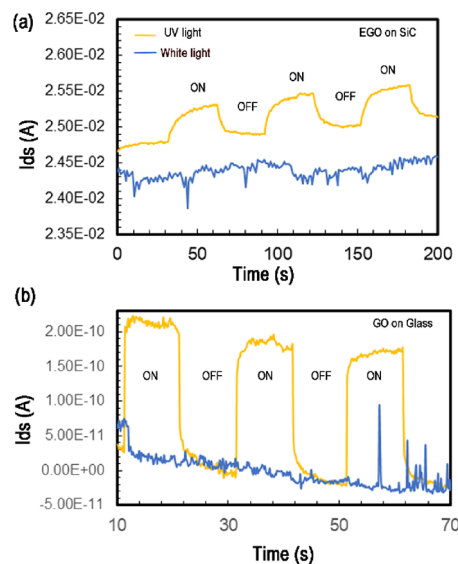 (a)
2.65E-02
UV light
EGO on SiC
White light
2.60E-02
2.55E-02
ON
ON
ON
OFF
OFF
2.50E-02
2.45E-02
2.40E-02
2.35E-02
Ids (A)
0 50 100 150 200
Time (s)
(b)
GO on Glass
2.00E-10
1.50E-10
1.00E-10
5.00E-11
0.00E+00
-5.00E-11
ON OFF ON OFF ON
Ids (A)
10 30 50 70
Time (s)